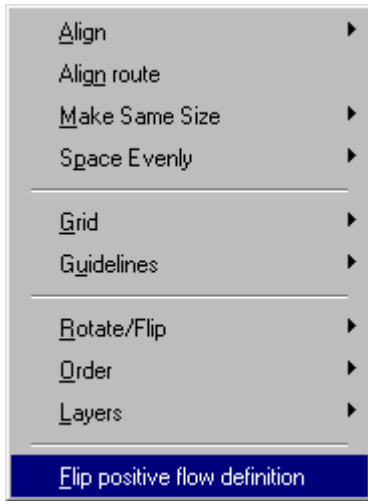 Align
Align route
Make Same Size
Space Evenly
Grid
Guidelines
Rotate/Flip
Order
Layers
Flip positive flow definition